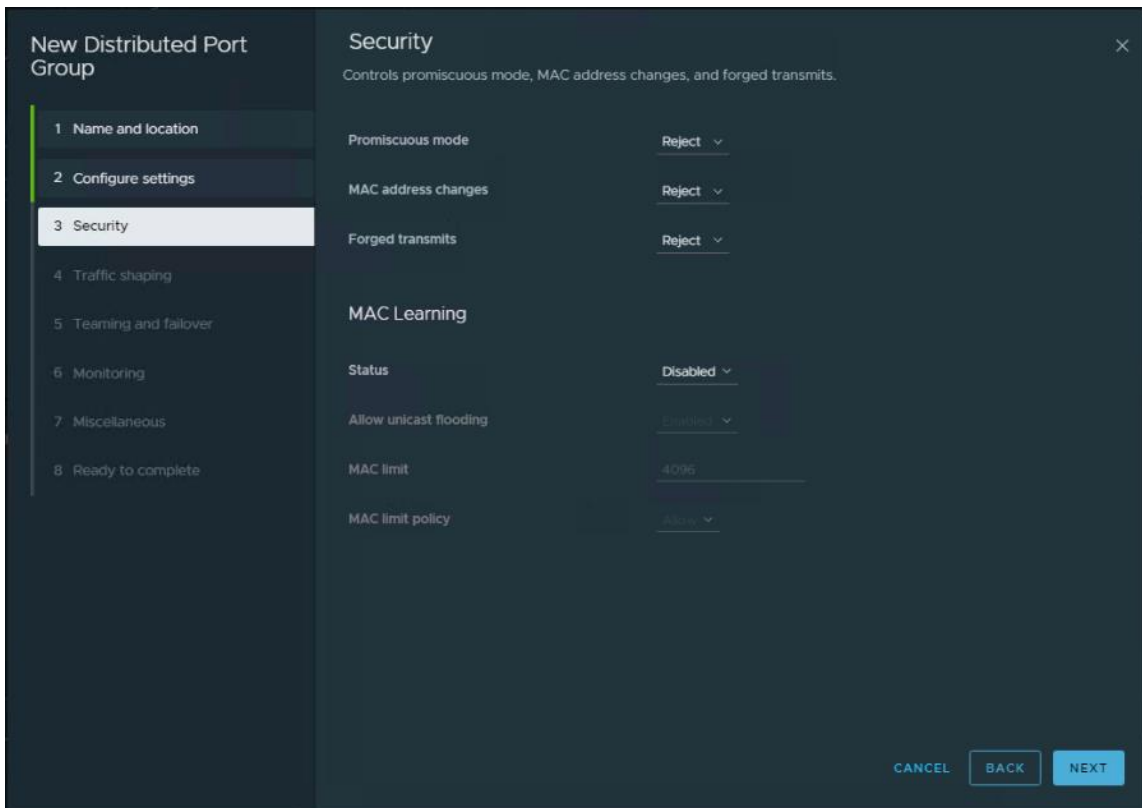 New Distributed Port
Group
1 Name and location
2 Configure settings
3 Security
4 Traffic shaping
5 Teaming and failover
6 Monitoring
7 Miscellaneous
8 Ready to complete
Security
Controls promiscuous mode, MAC address changes, and forged transmits.
Promiscuous mode Reject
MAC address changes Reject
Forged transmits Reject
MAC Learning
Status Disabled
Allow unicast flooding Enabled
MAC limit 4096
MAC limit policy Allow
CANCEL BACK NEXT